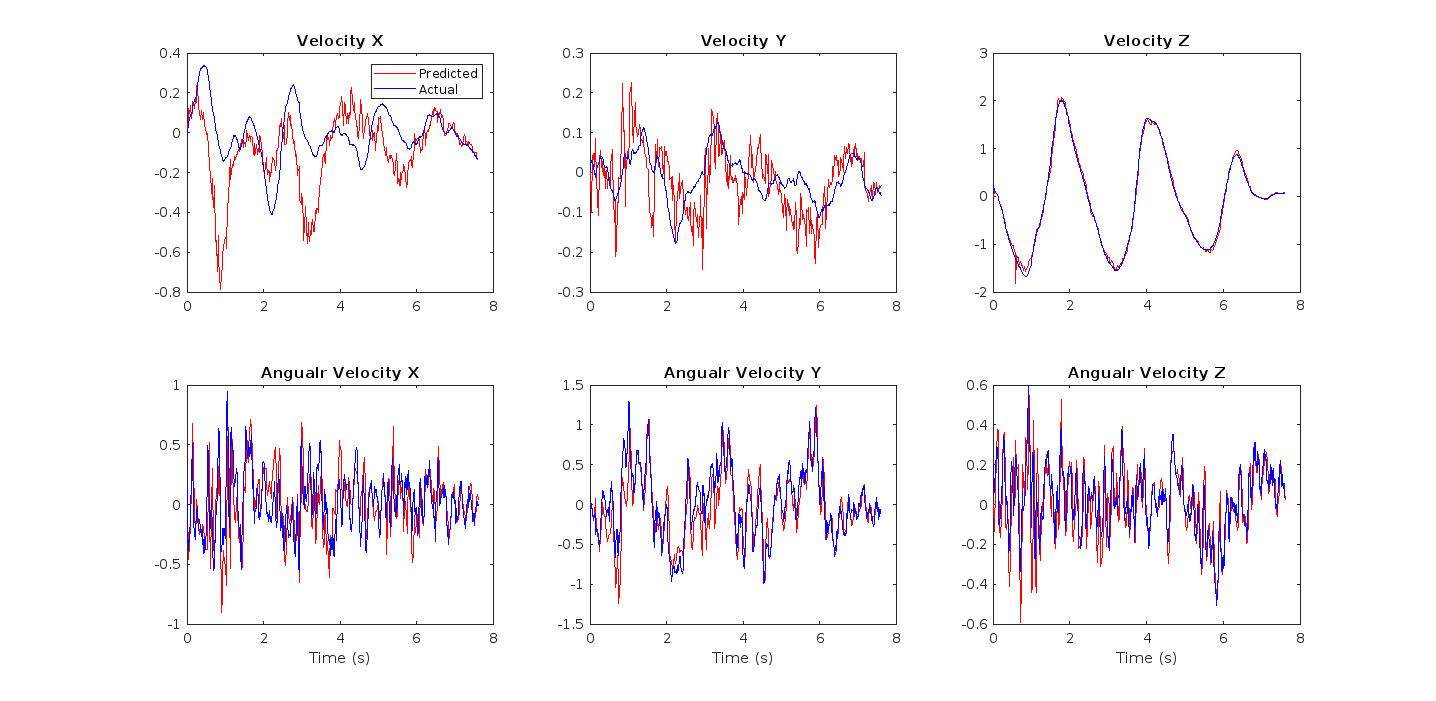 Velocity X
0.4
0.2
0
-0.2
-0.4
-0.6
-0.8
0 2 4 6 8
Predicted
Actual
Velocity Y
0.3
0.2
0.1
0
-0.1
-0.2
-0.3
0 2 4 6 8
Velocity Z
3
2
1
0
-1
-2
0 2 4 6 8
Angualr Velocity X
1
0.5
0
-0.5
-1
0 2 4 6 8
Time (s)
Angualr Velocity Y
1.5
1
0.5
0
-0.5
-1
-1.5
0 2 4 6 8
Time (s)
Angualr Velocity Z
0.6
0.4
0.2
0
-0.2
-0.4
-0.6
0 2 4 6 8
Time (s)